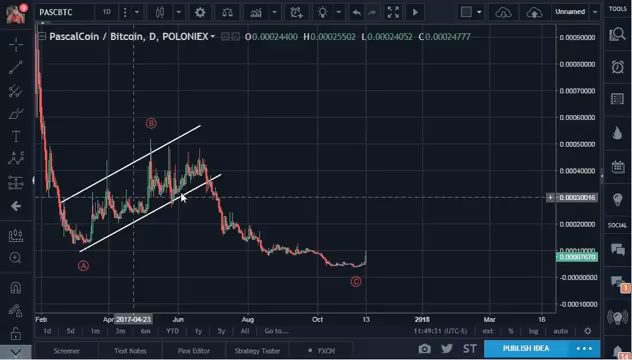 PASCBTC
1D
Unnamed
TOOLS
PascalCoin / Bitcoin, D, POLONIEX
O 0.00024400 H 0.00025502 L 0.00024052 C 0.00024777
0.00090000
0.00080000
0.00070000
0.00060000
0.00050000
0.00040000
0.00030016
0.00020000
0.00010000
0.00007670
-0.00000000
-0.00010000
A
B
C
SOCIAL
1
Feb
Apr
2017-04-23
Jun
Aug
Oct
13
2018
Mar
16
1d
5d
1m
3m
6m
YTD
1y
5y
All
Go to...
11:49:31 (UTC-5)
ext
%
log
auto
Screener
Text Notes
Pine Editor
Strategy Tester
FXCM
ST
PUBLISH IDEA
11